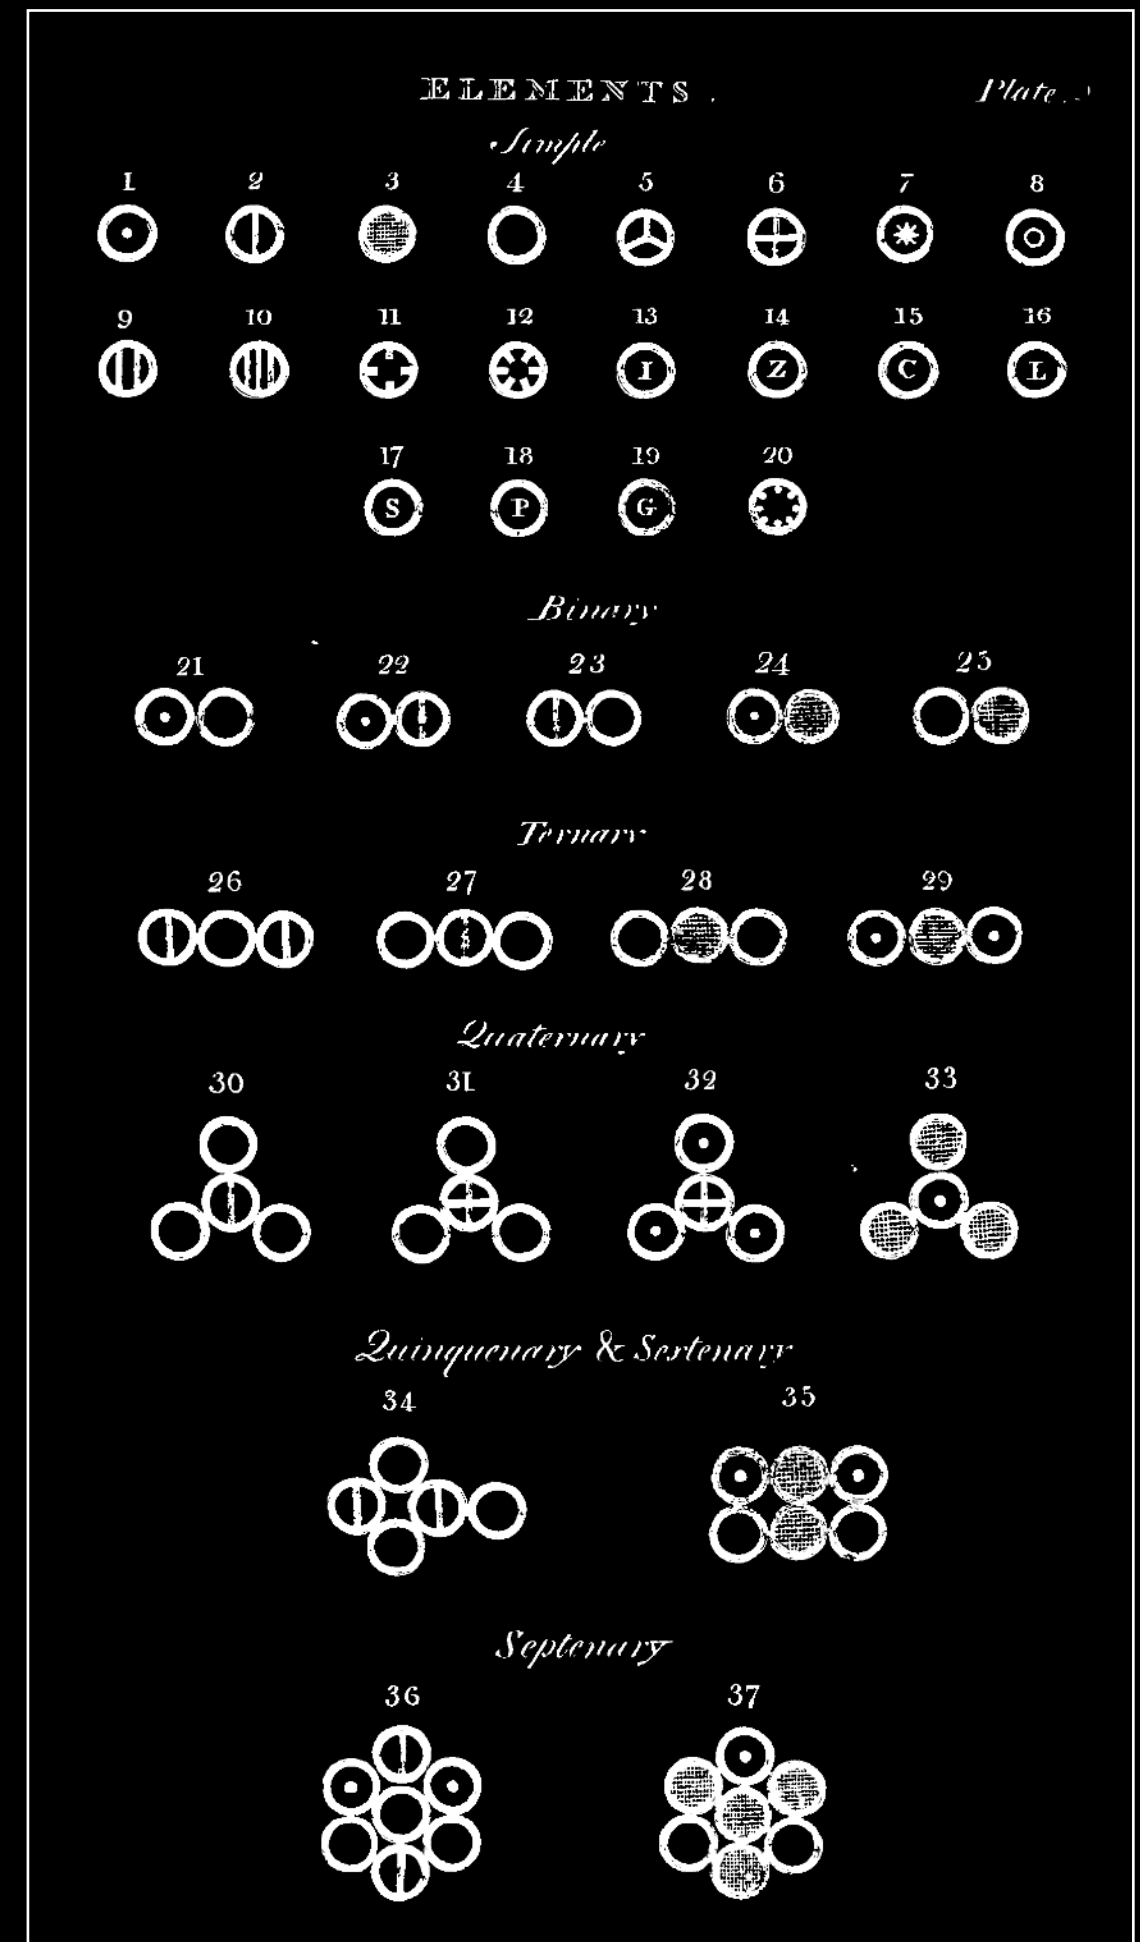 ELEMENTS.
Plate.
Simple
1 2 3 4 5 6 7 8
9 10 11 12 13 14 15 16
I Z C L
17 18 19 20
S P G
Binary
21 22 23 24 25
Ternary
26 27 28 29
Quaternary
30 31 32 33
Quinquenary & Sextenary
34 35
Septenary
36 37